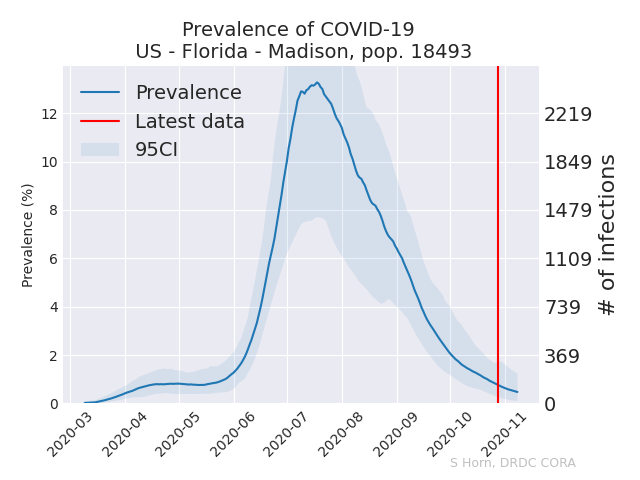 Prevalence of COVID-19
US - Florida - Madison, pop. 18493
Prevalence
Latest data
95CI
Prevalence (%)
12
10
8
6
4
2
0
2219
1849
1479
1109
739
369
0
# of infections
2020-03
2020-04
2020-05
2020-06
2020-07
2020-08
2020-09
2020-10
2020-11
S Horn, DRDC CORA